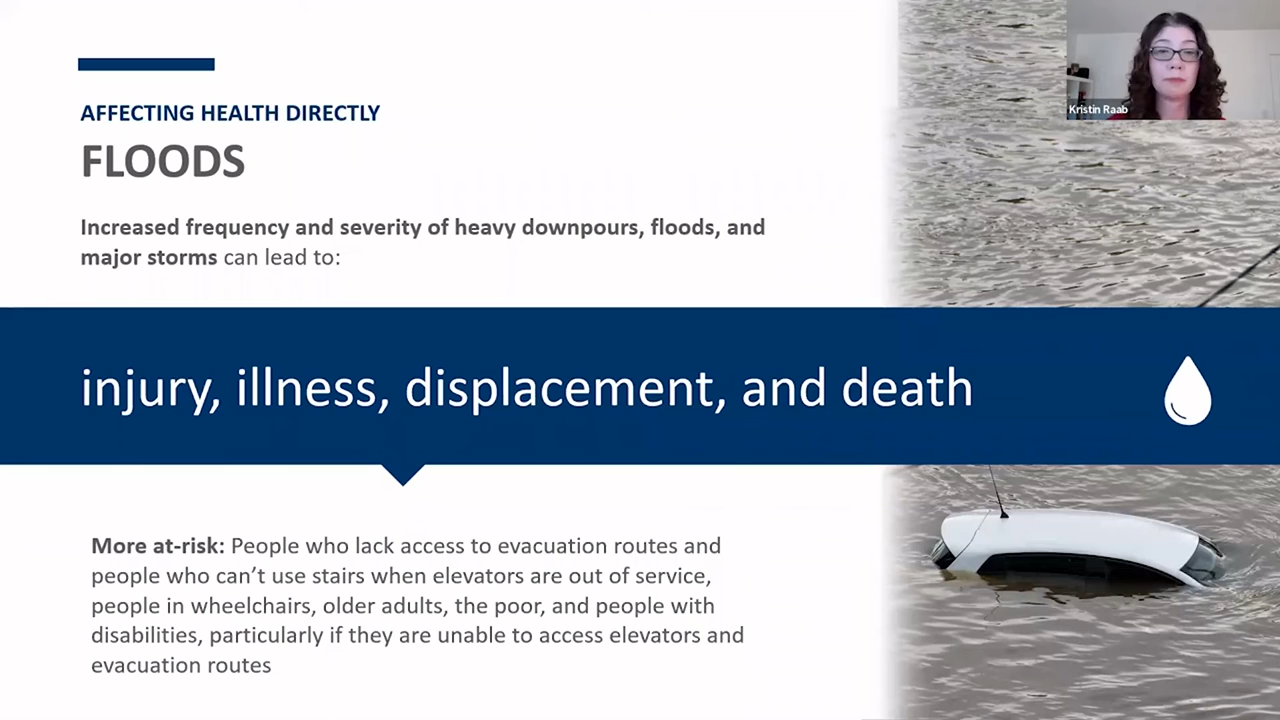 AFFECTING HEALTH DIRECTLY
FLOODS
Increased frequency and severity of heavy downpours, floods, and
major storms can lead to:
injury, illness, displacement, and death
More at-risk: People who lack access to evacuation routes and
people who can’t use stairs when elevators are out of service,
people in wheelchairs, older adults, the poor, and people with
disabilities, particularly if they are unable to access elevators and
evacuation routes
Kristin Raab